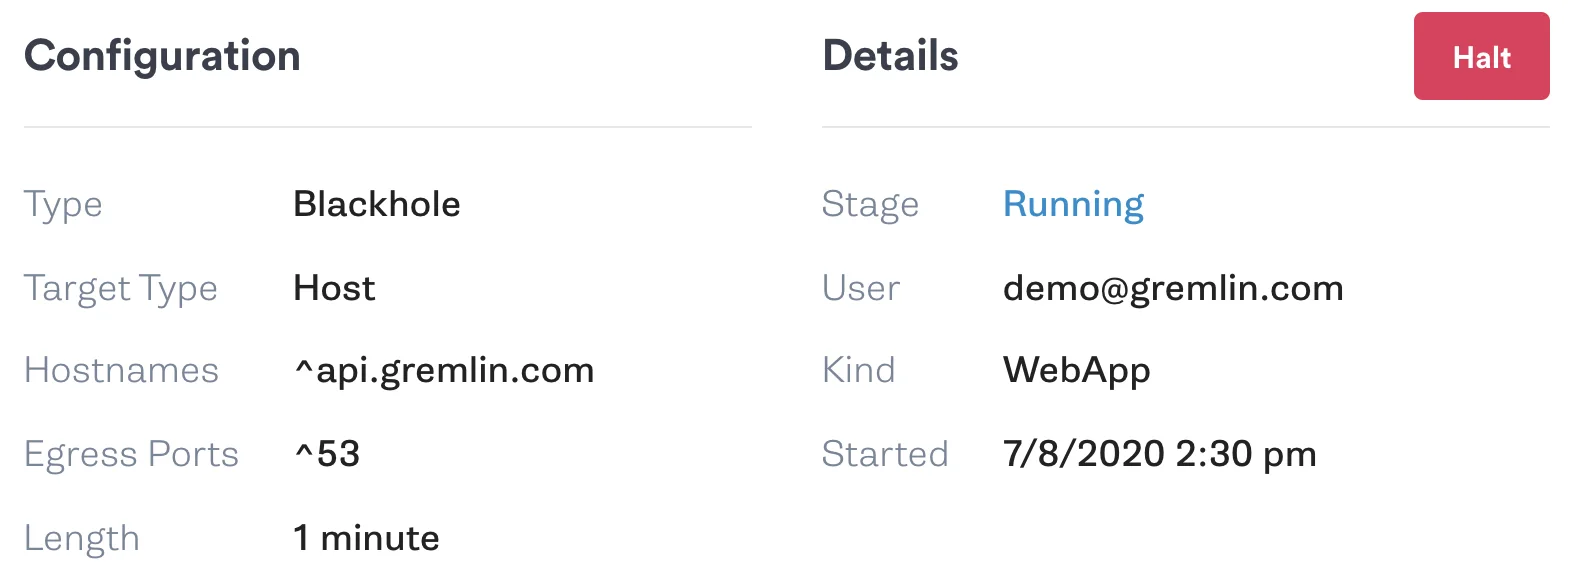 Configuration
Type Blackhole
Target Type Host
Hostnames ^api.gremlin.com
Egress Ports ^53
Length 1 minute
Details
Halt
Stage Running
User demo@gremlin.com
Kind WebApp
Started 7/8/2020 2:30 pm